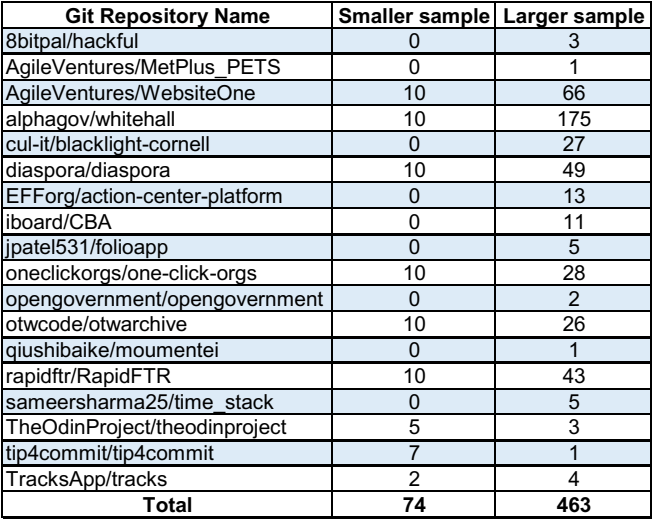 Git Repository Name Smaller sample Larger sample
8bitpal/hackful 0 3
AgileVentures/MetPlus_PETS 0 1
AgileVentures/WebsiteOne 10 66
alphagov/whitehall 10 175
cul-it/blacklight-cornell 0 27
diaspora/diaspora 10 49
EFForg/action-center-platform 0 13
iboard/CBA 0 11
jpatel531/folioapp 0 5
oneclickorgs/one-click-orgs 10 28
opengovernment/opengovernment 0 2
otwcode/otwarchive 10 26
qiushibaike/moumentei 0 1
rapidftr/RapidFTR 10 43
sameersharma25/time_stack 0 5
TheOdinProject/theodinproject 5 3
tip4commit/tip4commit 7 1
TracksApp/tracks 2 4
Total 74 463